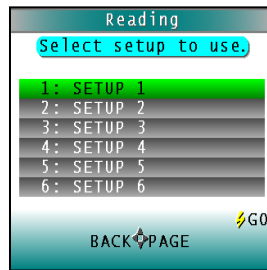 Reading
Select setup to use.
1: SETUP 1
2: SETUP 2
3: SETUP 3
4: SETUP 4
5: SETUP 5
6: SETUP 6
GO
BACK PAGE